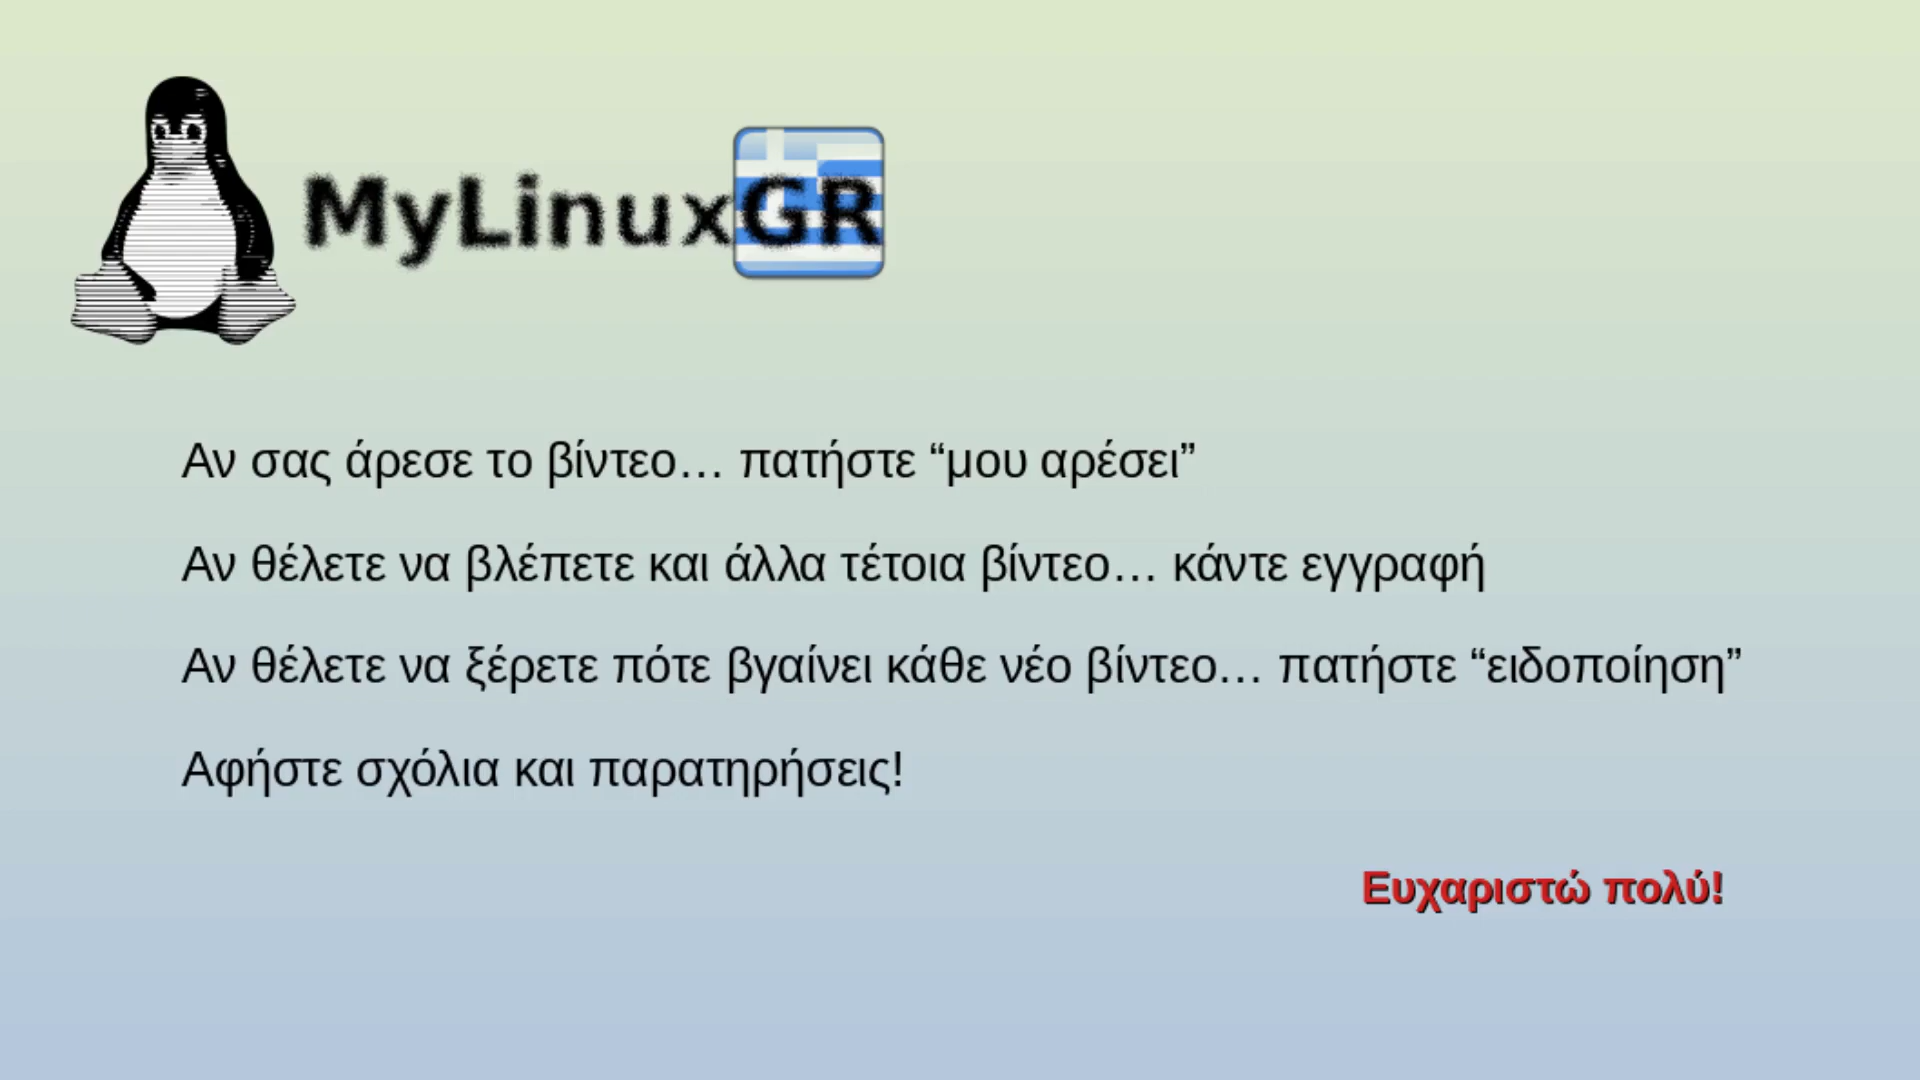 MyLinuxGR
Αν σας άρεσε το βίντεο… πατήστε “μου αρέσει”
Αν θέλετε να βλέπετε και άλλα τέτοια βίντεο… κάντε εγγραφή
Αν θέλετε να ξέρετε πότε βγαίνει κάθε νέο βίντεο… πατήστε “ειδοποίηση”
Αφήστε σχόλια και παρατηρήσεις!
Ευχαριστώ πολύ!